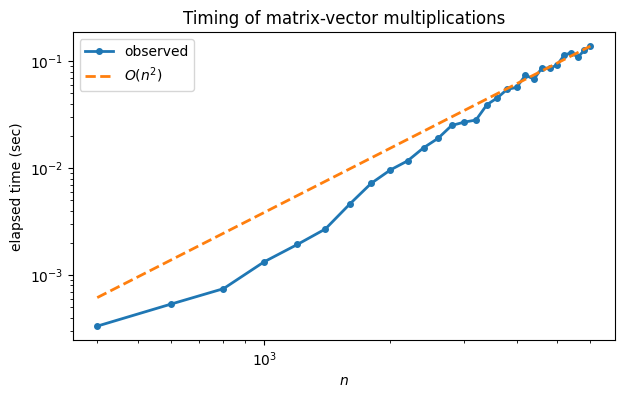 Timing of matrix-vector multiplications
observed
O(n²)
elapsed time (sec)
10⁻¹
10⁻²
10⁻³
10³
n